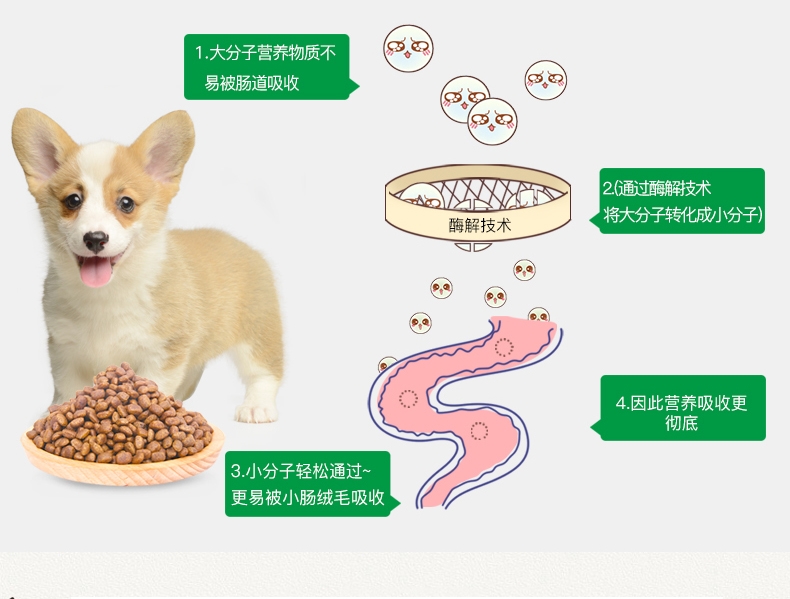 1.大分子营养物质不
易被肠道吸收
酶解技术
2.(通过酶解技术
将大分子转化成小分子)
3.小分子轻松通过~
更易被小肠绒毛吸收
4.因此营养吸收更
彻底